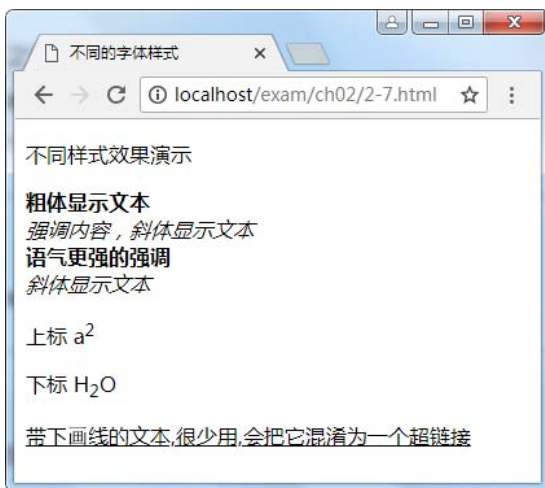 不同的字体样式
localhost/exam/ch02/2-7.html
不同样式效果演示
粗体显示文本
强调内容，斜体显示文本
语气更强的强调
斜体显示文本
上标 a²
下标 H₂O
带下画线的文本,很少用,会把它混淆为一个超链接